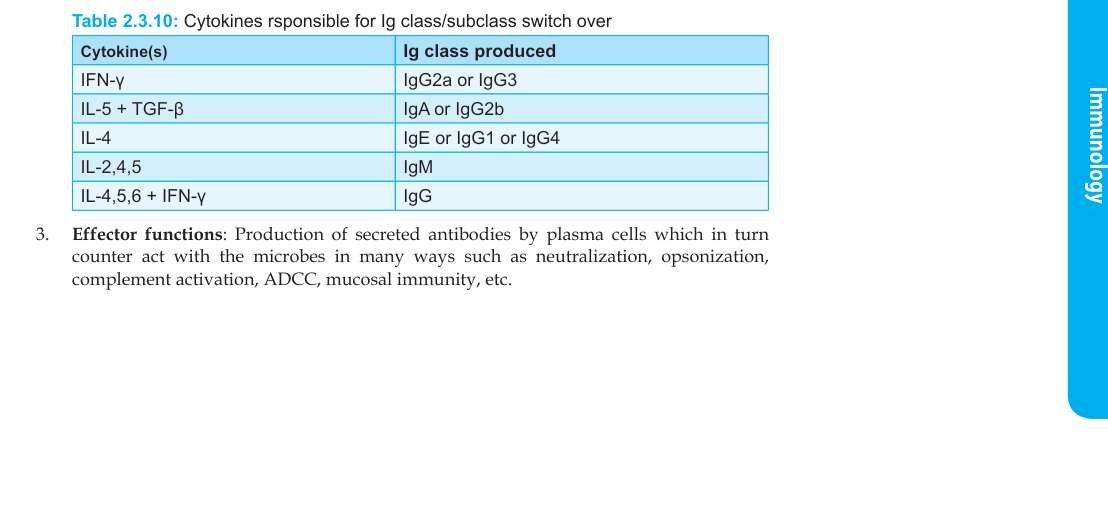 Table 2.3.10: Cytokines rsponsible for Ig class/subclass switch over
Cytokine(s) Ig class produced
IFN-γ IgG2a or IgG3
IL-5 + TGF-β IgA or IgG2b
IL-4 IgE or IgG1 or IgG4
IL-2,4,5 IgM
IL-4,5,6 + IFN-γ IgG
3. Effector functions: Production of secreted antibodies by plasma cells which in turn
counter act with the microbes in many ways such as neutralization, opsonization,
complement activation, ADCC, mucosal immunity, etc.
Immunology